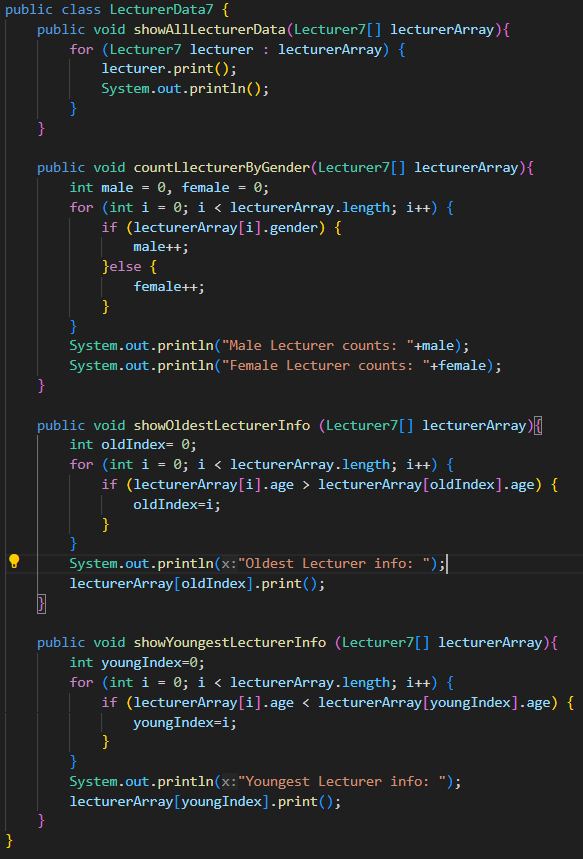 public class LecturerData7 {
    public void showAllLecturerData(Lecturer7[] lecturerArray){
        for (Lecturer7 lecturer : lecturerArray) {
            lecturer.print();
            System.out.println();
        }
    }

    public void countLlecturerByGender(Lecturer7[] lecturerArray){
        int male = 0, female = 0;
        for (int i = 0; i < lecturerArray.length; i++) {
            if (lecturerArray[i].gender) {
                male++;
            }else {
                female++;
            }
        }
        System.out.println("Male Lecturer counts: "+male);
        System.out.println("Female Lecturer counts: "+female);
    }

    public void showOldestLecturerInfo (Lecturer7[] lecturerArray){
        int oldIndex= 0;
        for (int i = 0; i < lecturerArray.length; i++) {
            if (lecturerArray[i].age > lecturerArray[oldIndex].age) {
                oldIndex=i;
            }
        }
        System.out.println(x:"Oldest Lecturer info: ");
        lecturerArray[oldIndex].print();
    }

    public void showYoungestLecturerInfo (Lecturer7[] lecturerArray){
        int youngIndex=0;
        for (int i = 0; i < lecturerArray.length; i++) {
            if (lecturerArray[i].age < lecturerArray[youngIndex].age) {
                youngIndex=i;
            }
        }
        System.out.println(x:"Youngest Lecturer info: ");
        lecturerArray[youngIndex].print();
    }
}